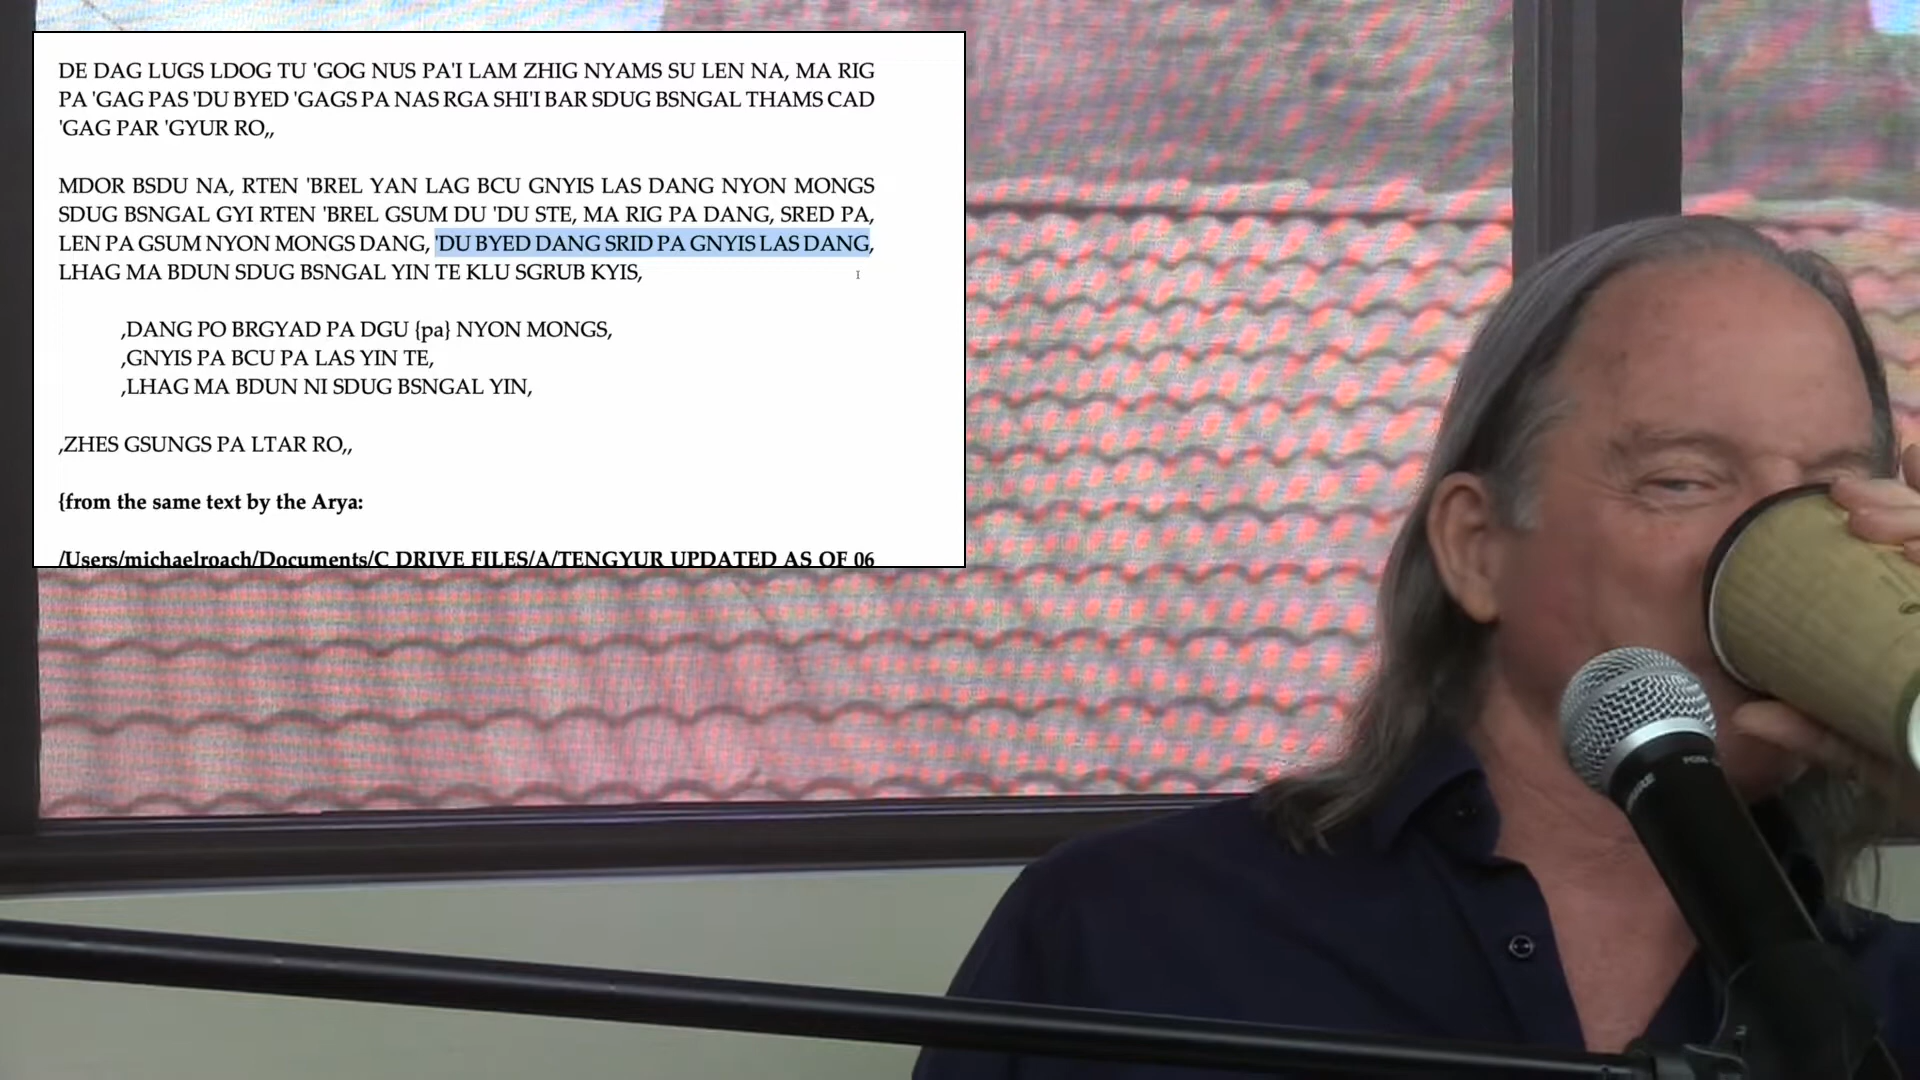 DE DAG LUGS LDOG TU 'GOG NUS PA'I LAM ZHIG NYAMS SU LEN NA, MA RIG
PA 'GAG PAS 'DU BYED 'GAGS PA NAS RGA SHI'I BAR SDUG BSNGAL THAMS CAD
'GAG PAR 'GYUR RO,,
MDOR BSDU NA, RTEN 'BREL YAN LAG BCU GNYIS LAS DANG NYON MONGS
SDUG BSNGAL GYI RTEN 'BREL GSUM DU 'DU STE, MA RIG PA DANG, SRED PA,
LEN PA GSUM NYON MONGS DANG, 'DU BYED DANG SRID PA GNYIS LAS DANG,
LHAG MA BDUN SDUG BSNGAL YIN TE KLU SGRUB KYIS,
,DANG PO BRGYAD PA DGU {pa} NYON MONGS,
,GNYIS PA BCU PA LAS YIN TE,
,LHAG MA BDUN NI SDUG BSNGAL YIN,
,ZHES GSUNGS PA LTAR RO,,
{from the same text by the Arya:
/Users/michaelroach/Documents/C DRIVE FILES/A/TENGYUR UPDATED AS OF 06